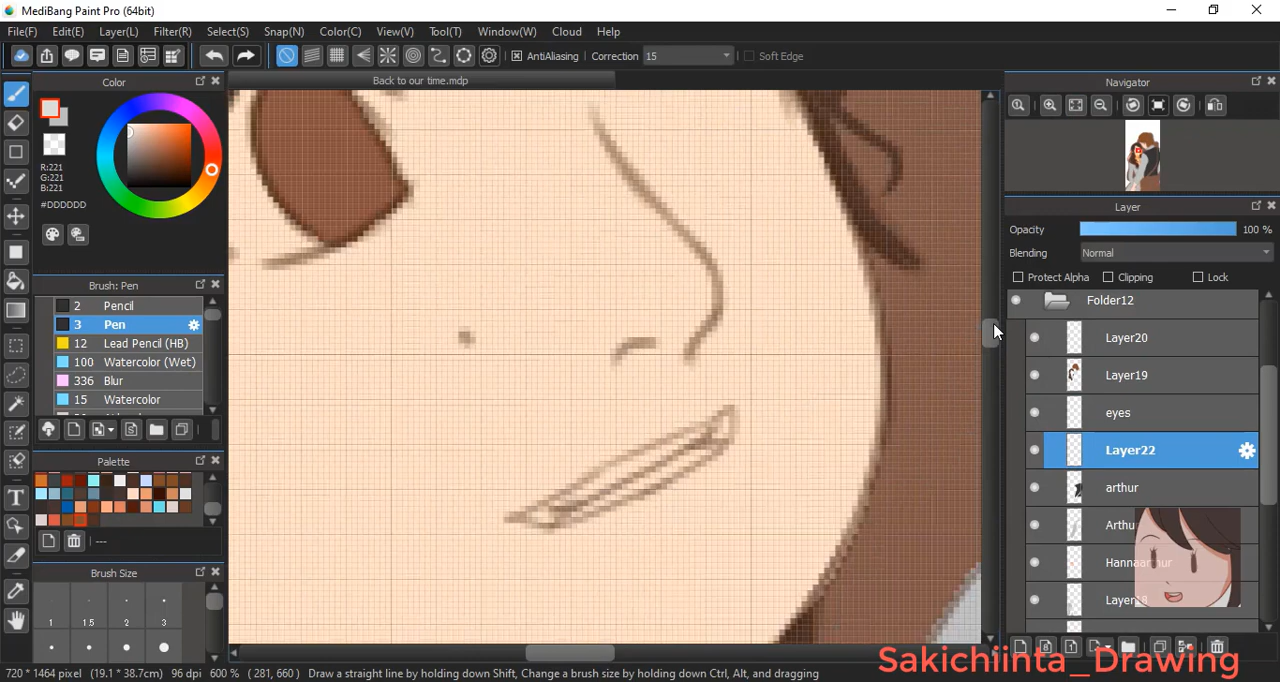 MediBang Paint Pro (64bit)
File(F) Edit(E) Layer(L) Filter(R) Select(S) Snap(N) Color(C) View(V) Tool(T) Window(W) Cloud Help
AntiAliasing Correction 15 Soft Edge
Color
Back to our time.mdp
Navigator
R:221
G:221
B:221
#DDDDDD
Layer
Opacity 100 %
Blending Normal
Protect Alpha Clipping Lock
Brush: Pen
2 Pencil
3 Pen
12 Lead Pencil (HB)
100 Watercolor (Wet)
336 Blur
15 Watercolor
Folder12
Layer20
Layer19
eyes
Layer22
arthur
Palette
---
Brush Size
1 1.5 2 3
720 * 1464 pixel (19.1 * 38.7cm) 96 dpi 600 % ( 281, 660 ) Draw a straight line by holding down Shift, Change a brush size by holding down Ctrl, Alt, and dragging
Sakichiinta_Drawing